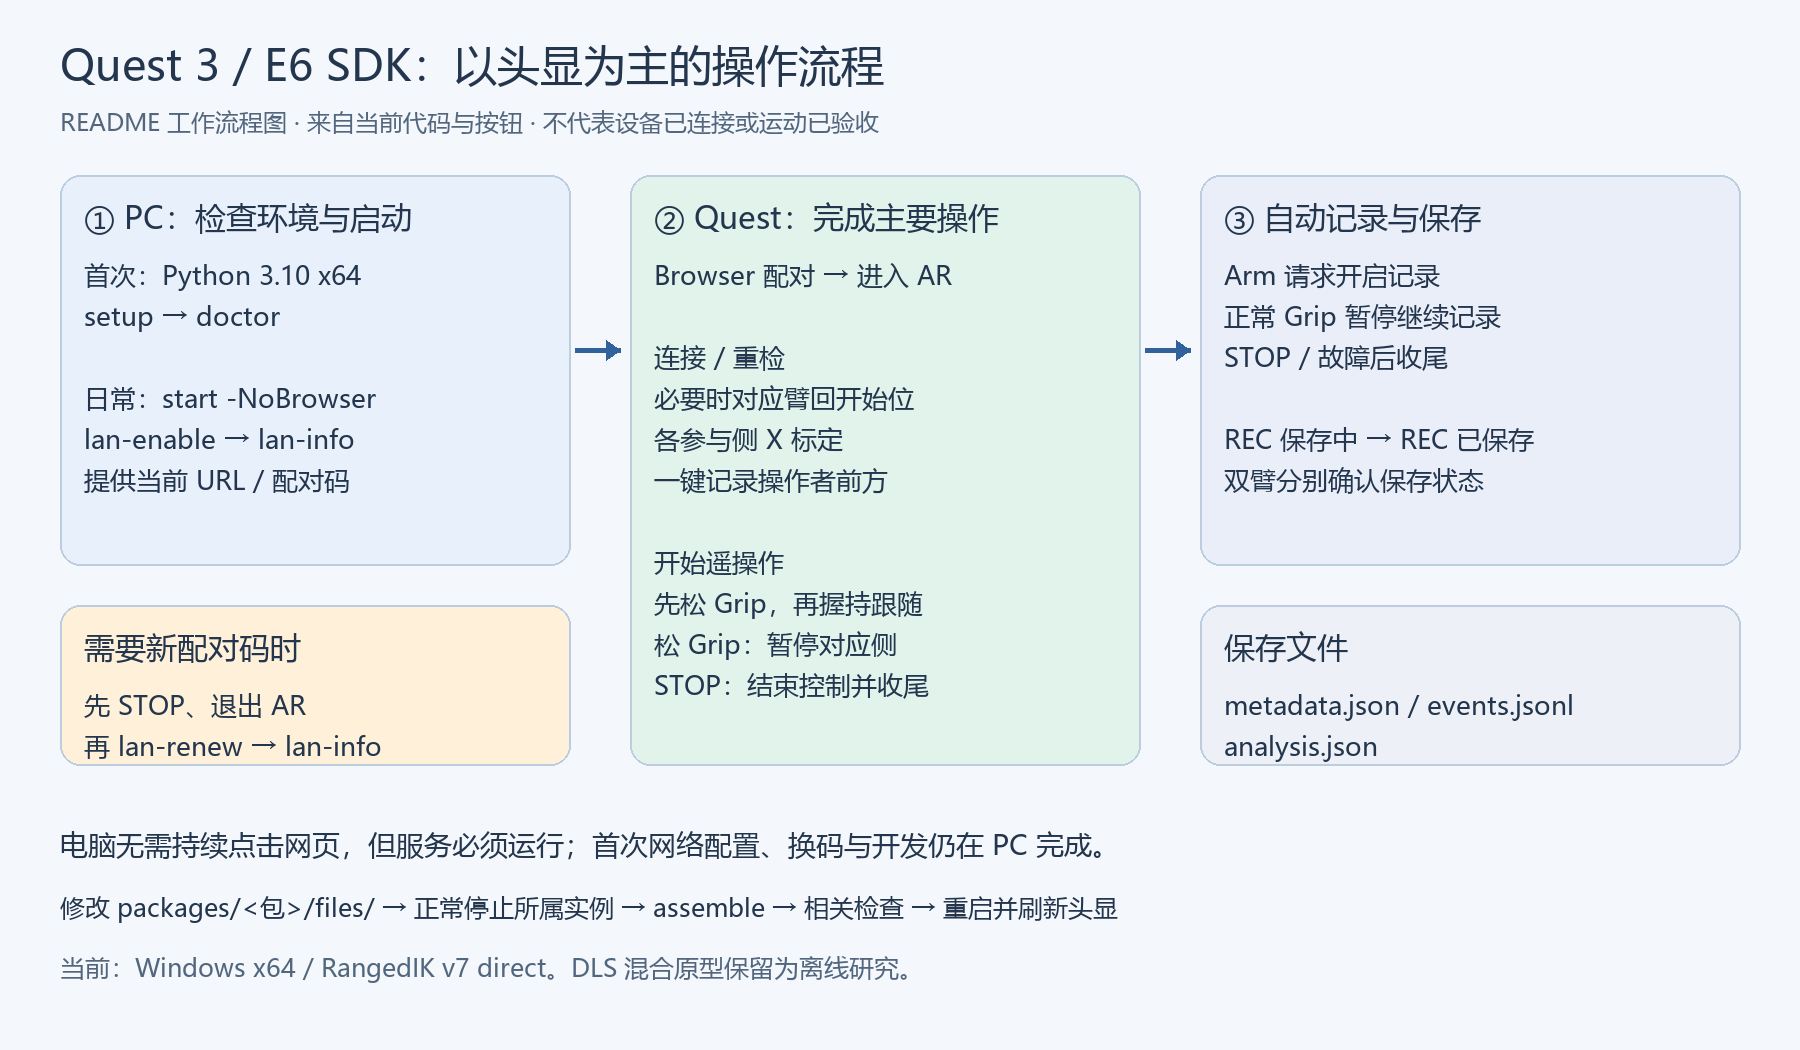 Quest 3 / E6 SDK：以头显为主的操作流程
README 工作流程图 · 来自当前代码与按钮 · 不代表设备已连接或运动已验收
① PC：检查环境与启动
首次：Python 3.10 x64
setup → doctor
日常：start -NoBrowser
lan-enable → lan-info
提供当前 URL / 配对码
需要新配对码时
先 STOP、退出 AR
再 lan-renew → lan-info
② Quest：完成主要操作
Browser 配对 → 进入 AR
连接 / 重检
必要时对应臂回开始位
各参与侧 X 标定
一键记录操作者前方
开始遥操作
先松 Grip，再握持跟随
松 Grip：暂停对应侧
STOP：结束控制并收尾
③ 自动记录与保存
Arm 请求开启记录
正常 Grip 暂停继续记录
STOP / 故障后收尾
REC 保存中 → REC 已保存
双臂分别确认保存状态
保存文件
metadata.json / events.jsonl
analysis.json
电脑无需持续点击网页，但服务必须运行；首次网络配置、换码与开发仍在 PC 完成。
修改 packages/<包>/files/ → 正常停止所属实例 → assemble → 相关检查 → 重启并刷新头显
当前：Windows x64 / RangedIK v7 direct。DLS 混合原型保留为离线研究。